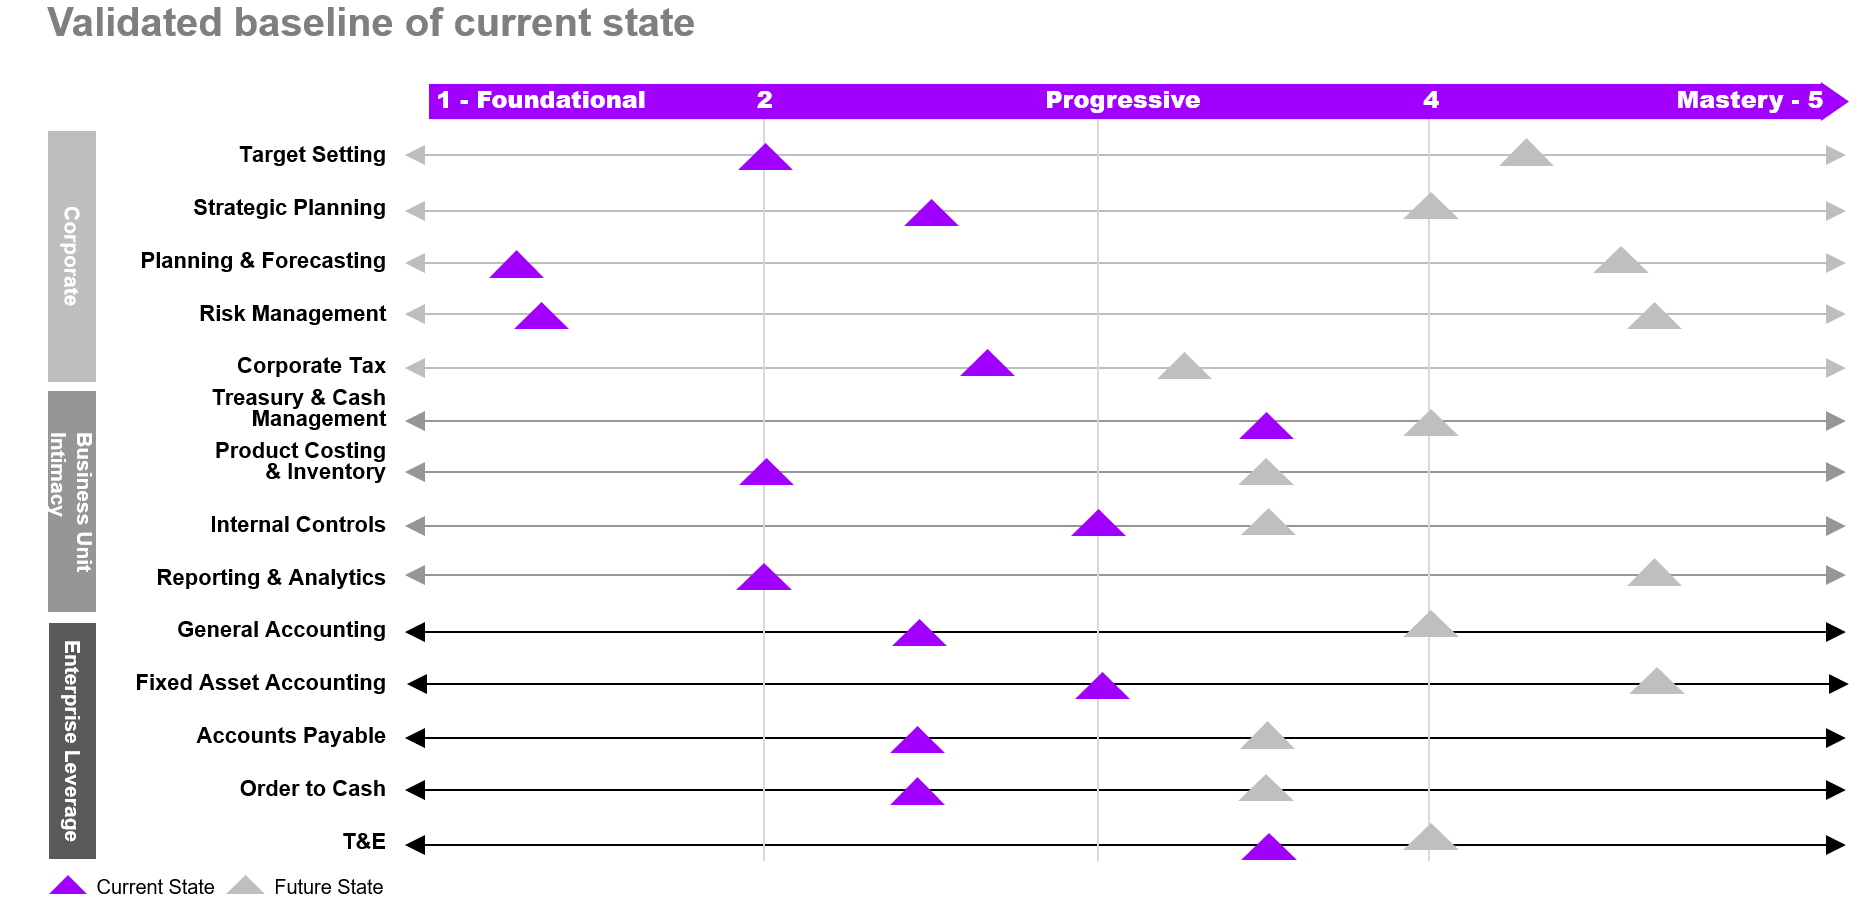 Validated baseline of current state
1 - Foundational 2 Progressive 4 Mastery - 5
Corporate
Target Setting
Strategic Planning
Planning & Forecasting
Risk Management
Corporate Tax
Business Unit
Intimacy
Treasury & Cash
Management
Product Costing
& Inventory
Internal Controls
Reporting & Analytics
Enterprise Leverage
General Accounting
Fixed Asset Accounting
Accounts Payable
Order to Cash
T&E
Current State Future State